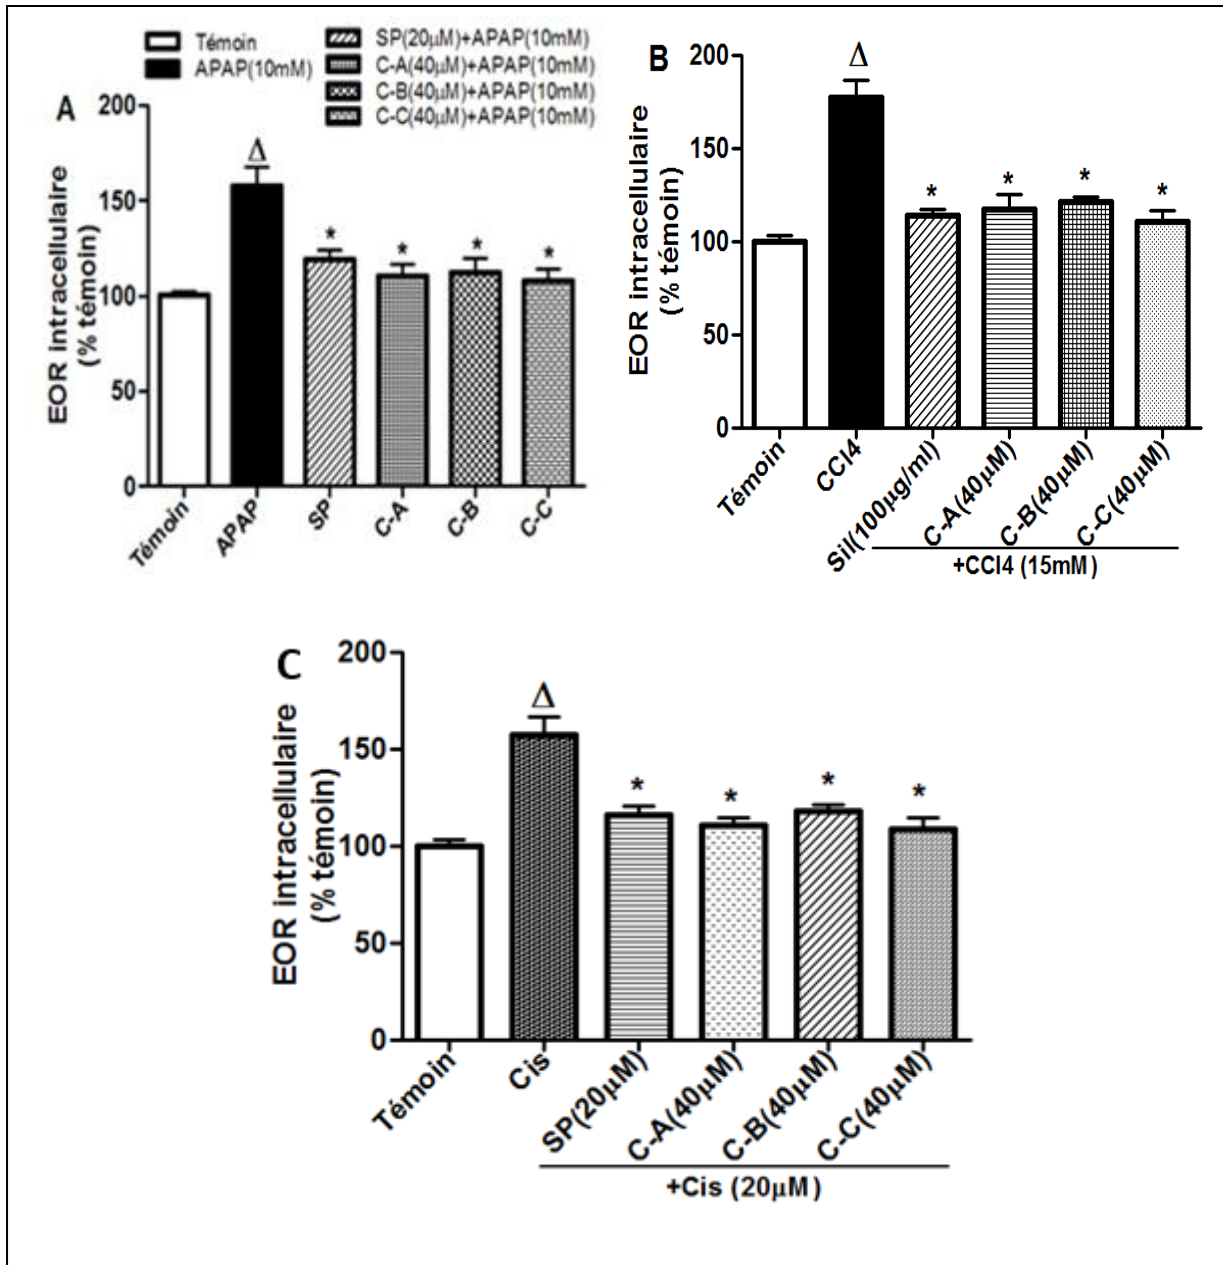 Témoin
APAP(10mM)
SP(20µM)+APAP(10mM)
C-A(40µM)+APAP(10mM)
C-B(40µM)+APAP(10mM)
C-C(40µM)+APAP(10mM)
A
EOR intracellulaire
(% témoin)
200
150
100
50
0
Δ
*
*
*
*
Témoin
APAP
SP
C-A
C-B
C-C
B
EOR intracellulaire
(% témoin)
200
150
100
50
0
Δ
*
*
*
*
Témoin
CCl4
Sil(100µg/ml)
C-A(40µM)
C-B(40µM)
C-C(40µM)
+CCl4 (15mM)
C
EOR intracellulaire
(% témoin)
200
150
100
50
0
Δ
*
*
*
*
Témoin
Cis
SP(20µM)
C-A(40µM)
C-B(40µM)
C-C(40µM)
+Cis (20µM)